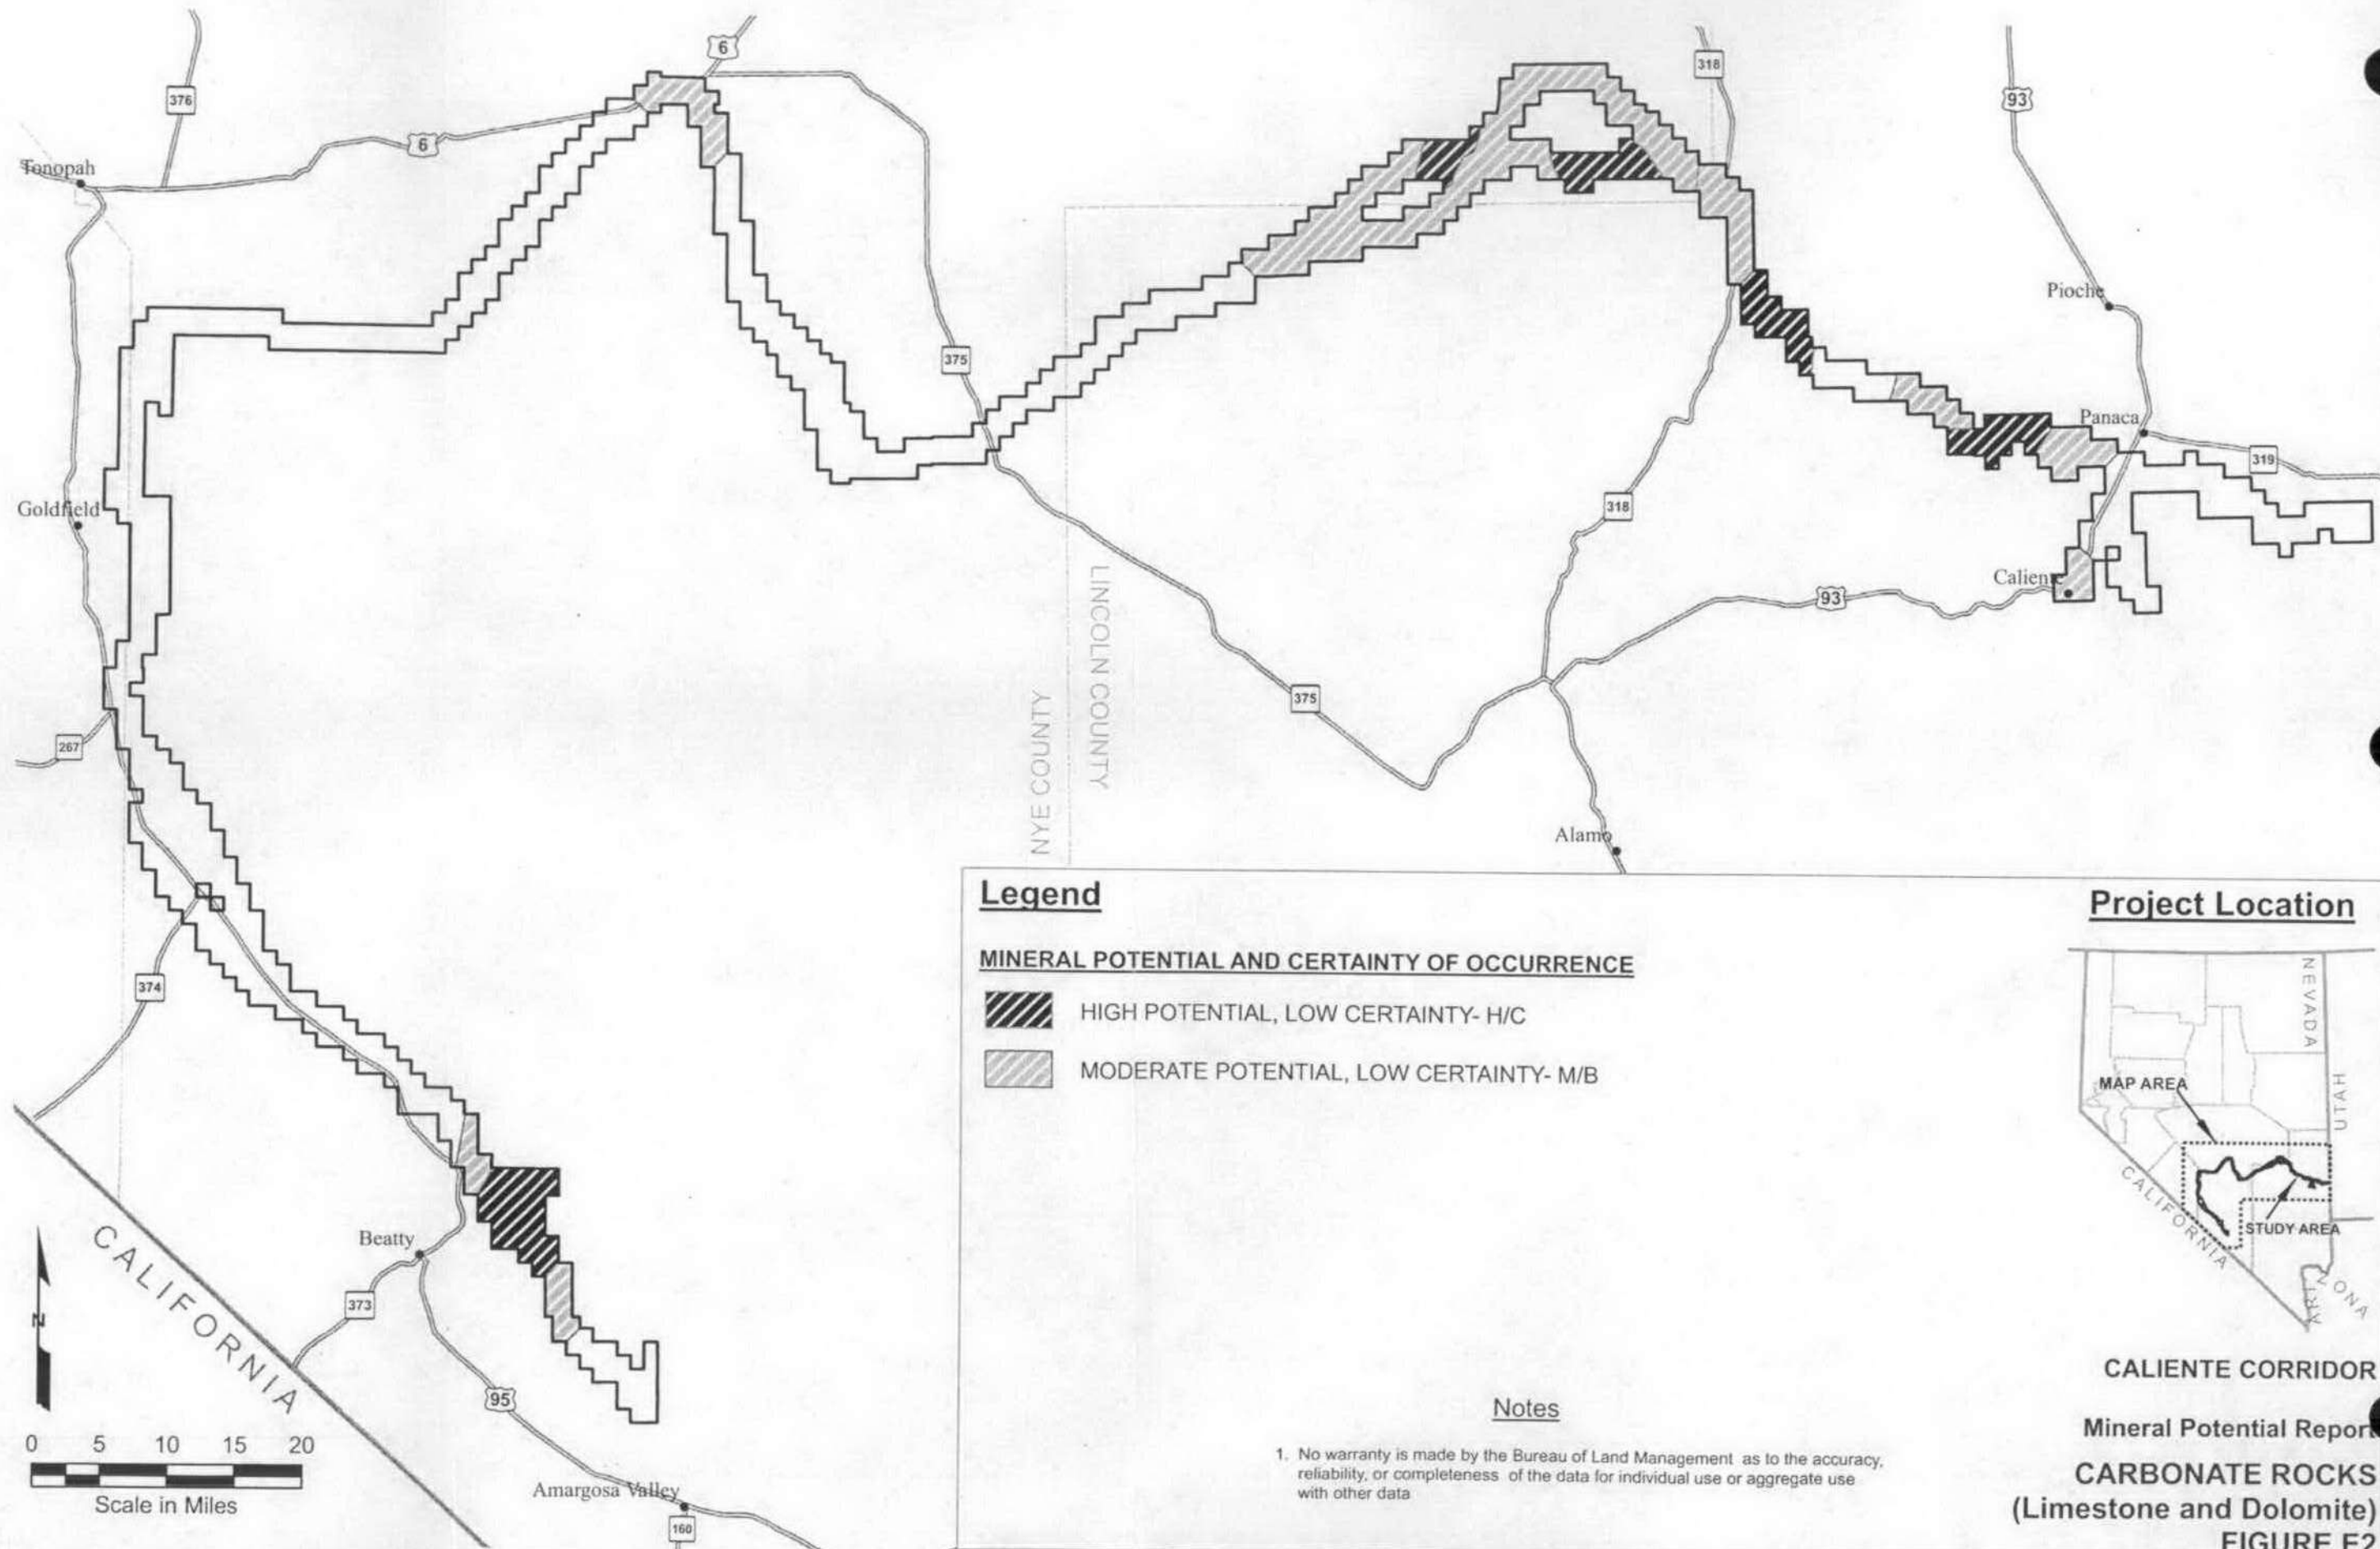 6
318
376
93
6
Tonopah
Pioche
375
Panaca
319
Goldfield
318
Caliente
93
LINCOLN COUNTY
NYE COUNTY
375
267
Alamo
Legend
MINERAL POTENTIAL AND CERTAINTY OF OCCURRENCE
HIGH POTENTIAL, LOW CERTAINTY- H/C
MODERATE POTENTIAL, LOW CERTAINTY- M/B
Project Location
NEVADA
UTAH
MAP AREA
STUDY AREA
CALIFORNIA
ARIZONA
374
Beatty
373
CALIFORNIA
N
95
0 5 10 15 20
Scale in Miles
Amargosa Valley
160
Notes
1. No warranty is made by the Bureau of Land Management as to the accuracy,
reliability, or completeness of the data for individual use or aggregate use
with other data
CALIENTE CORRIDOR
Mineral Potential Report
CARBONATE ROCKS
(Limestone and Dolomite)
FIGURE F2